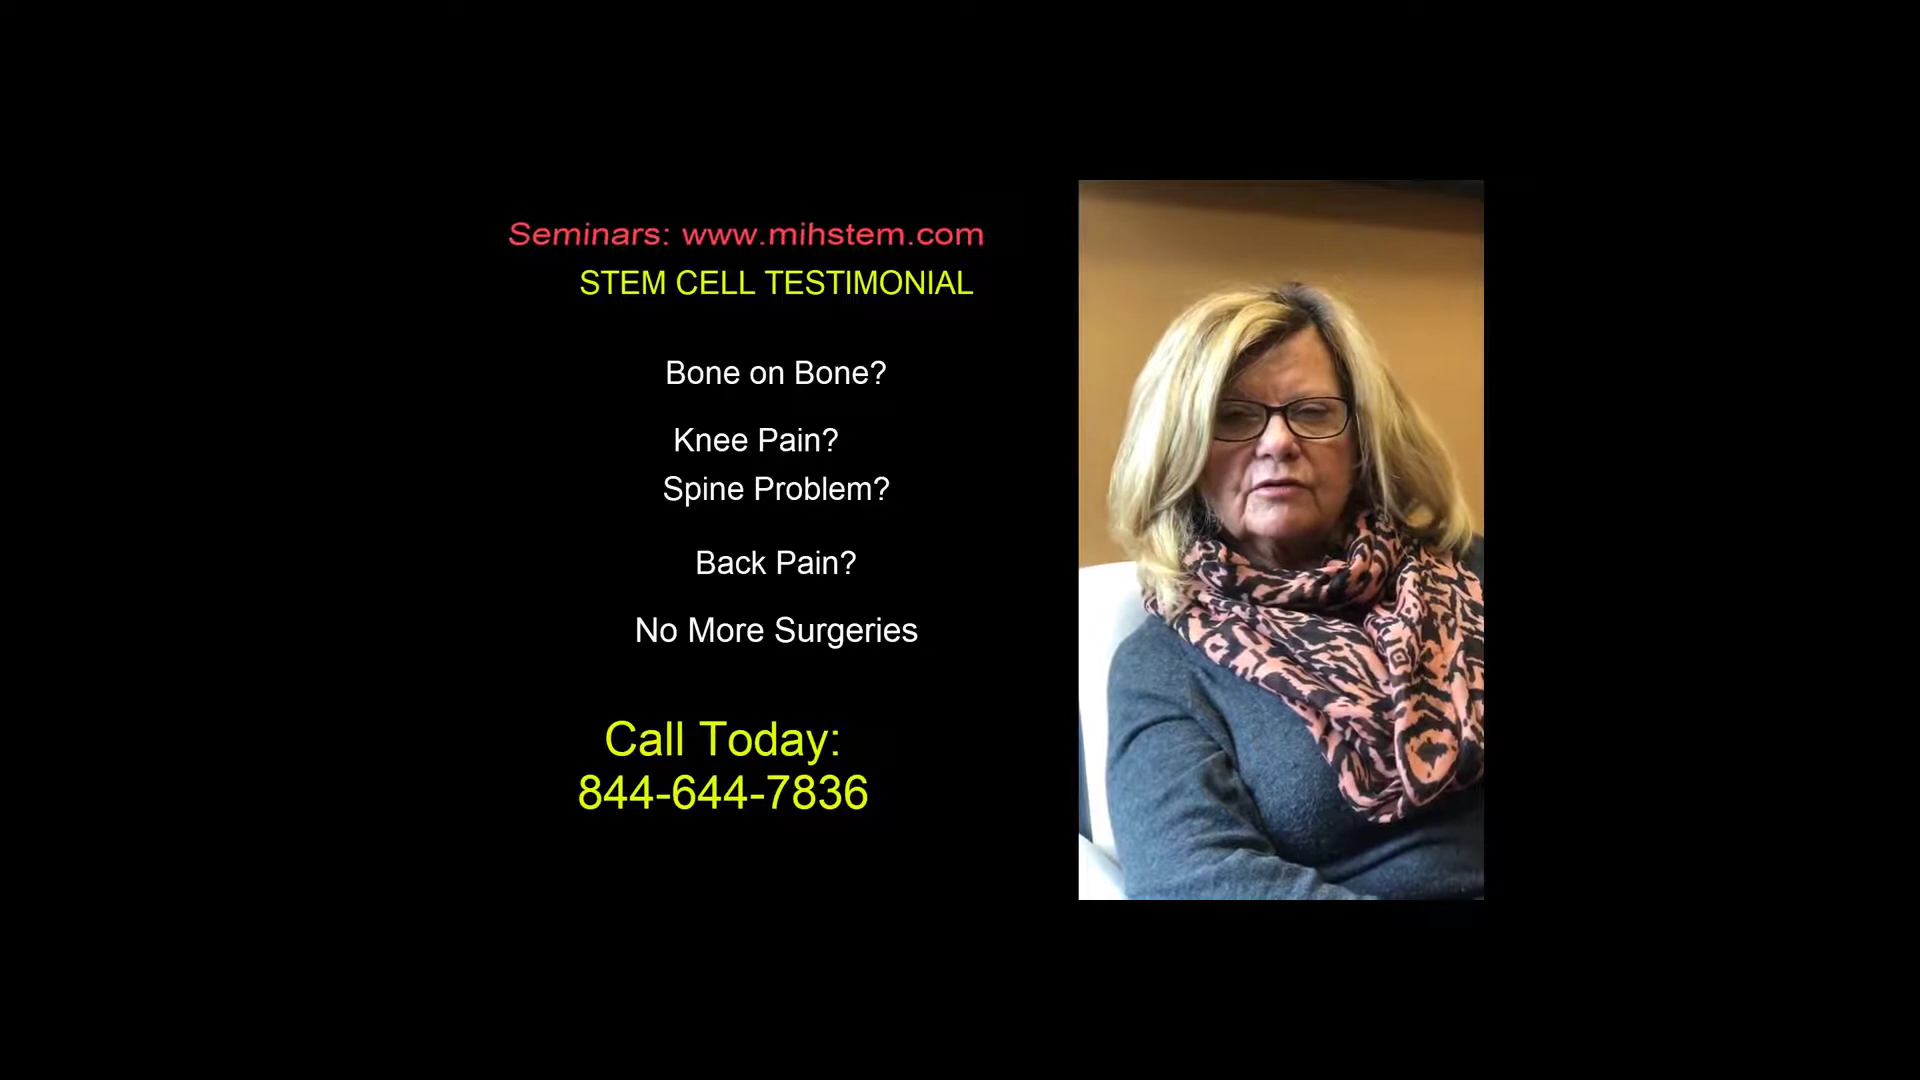 Seminars: www.mihstem.com
STEM CELL TESTIMONIAL
Bone on Bone?
Knee Pain?
Spine Problem?
Back Pain?
No More Surgeries
Call Today:
844-644-7836